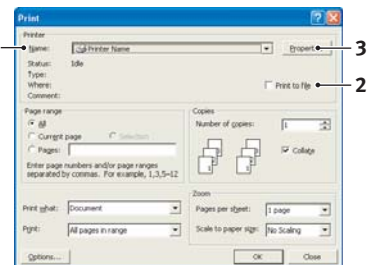 Print
Printer
Name: Printer Name Propert 3
Status: Idle
Type:
Where: Print to file 2
Comment:
Page range Copies
All Number of copies: 1
Current page Selection
Pages:
Enter page numbers and/or page ranges
separated by commas. For example, 1,3,5-12
Collate
Zoom
Print what: Document Pages per sheet: 1 page
Print: All pages in range Scale to paper size: No Scaling
Options... OK Close